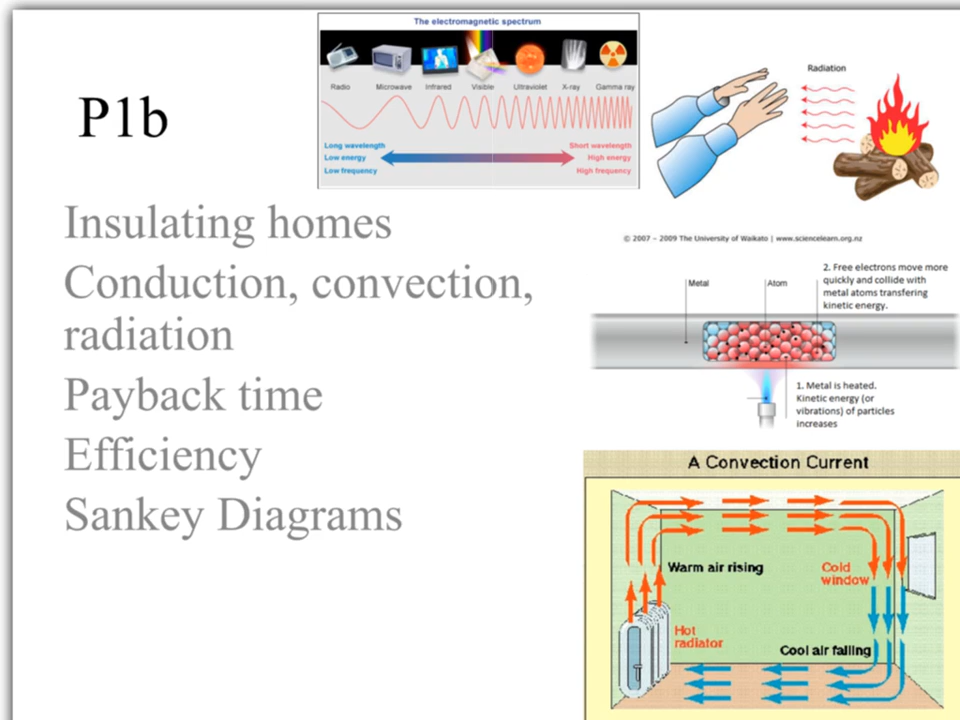 P1b
Insulating homes
Conduction, convection,
radiation
Payback time
Efficiency
Sankey Diagrams
The electromagnetic spectrum
Radio Microwave Infrared Visible Ultraviolet X-ray Gamma ray
Long wavelength
Low energy
Low frequency
Short wavelength
High energy
High frequency
Radiation
© 2007 – 2009 The University of Waikato | www.sciencelearn.org.nz
Metal
Atom
2. Free electrons move more
quickly and collide with
metal atoms transfering
kinetic energy.
1. Metal is heated.
Kinetic energy (or
vibrations) of particles
increases
A Convection Current
Warm air rising
Cold
window
Hot
radiator
Cool air falling